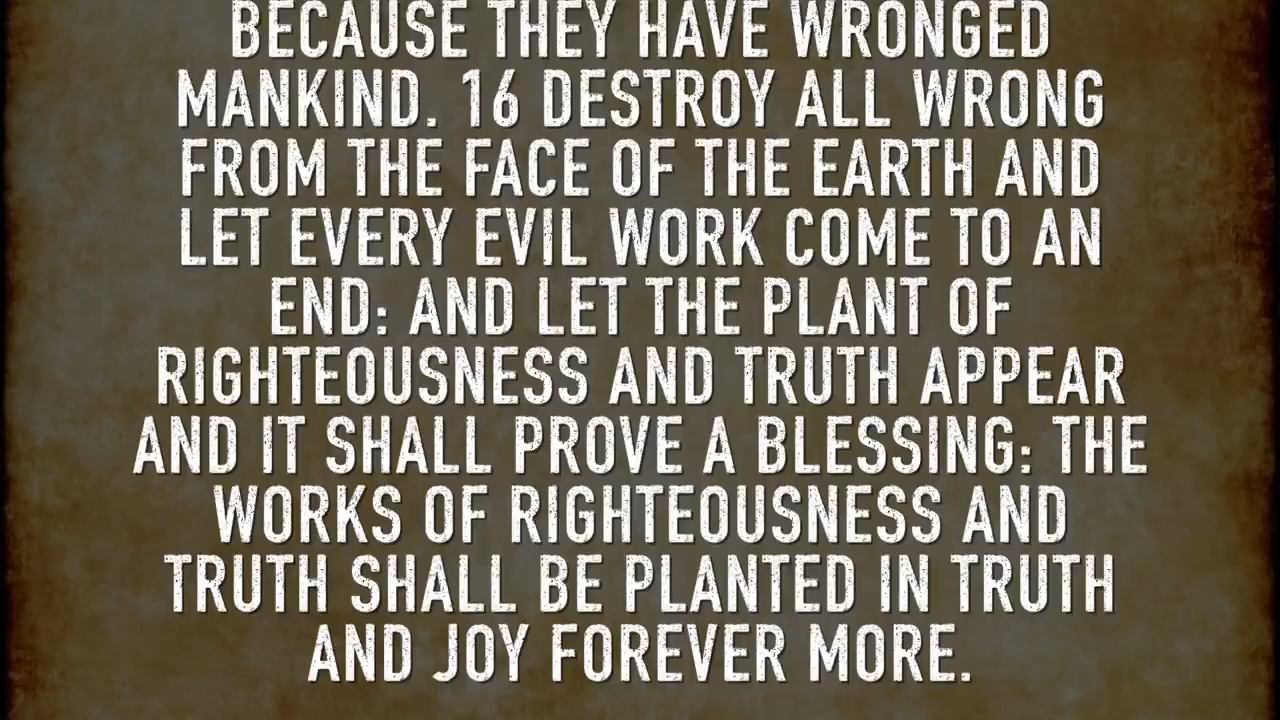 BECAUSE THEY HAVE WRONGED
MANKIND. 16 DESTROY ALL WRONG
FROM THE FACE OF THE EARTH AND
LET EVERY EVIL WORK COME TO AN
END: AND LET THE PLANT OF
RIGHTEOUSNESS AND TRUTH APPEAR
AND IT SHALL PROVE A BLESSING: THE
WORKS OF RIGHTEOUSNESS AND
TRUTH SHALL BE PLANTED IN TRUTH
AND JOY FOREVER MORE.